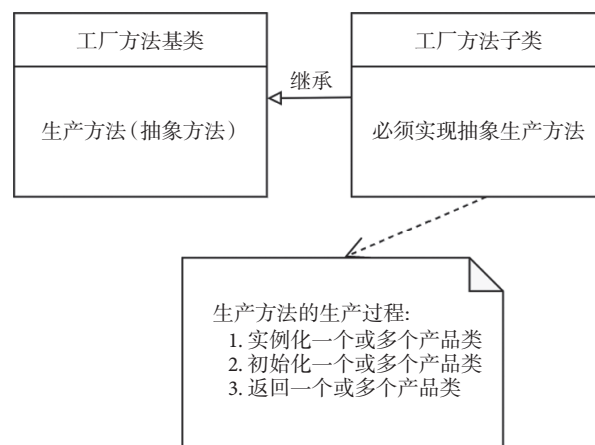 工厂方法基类
生产方法(抽象方法)
继承
工厂方法子类
必须实现抽象生产方法
生产方法的生产过程:
1. 实例化一个或多个产品类
2. 初始化一个或多个产品类
3. 返回一个或多个产品类